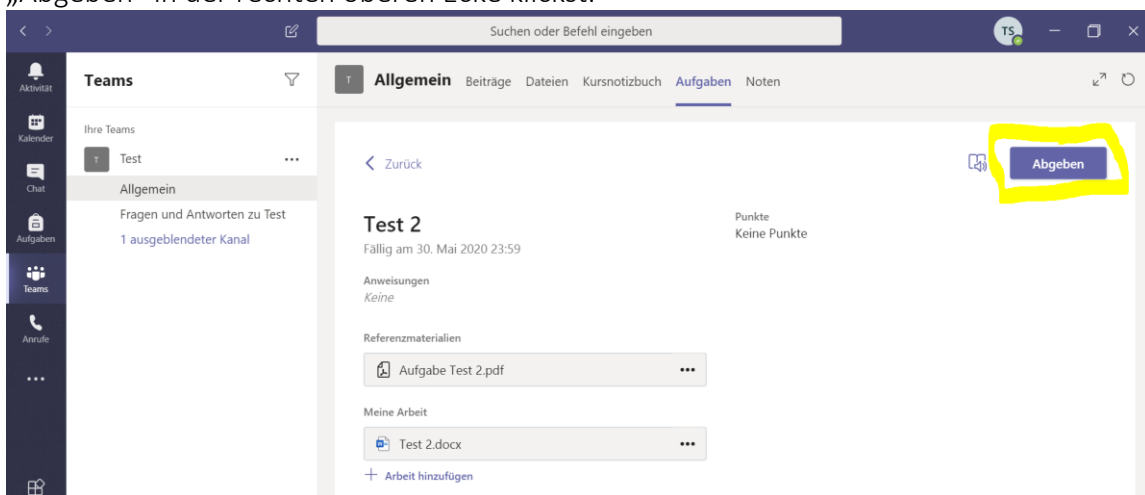 „Abgeben“ in der rechten oberen Ecke klickst.
Suchen oder Befehl eingeben
TS
Aktivität
Kalender
Chat
Aufgaben
Teams
Anrufe
Teams
Ihre Teams
T Test
Allgemein
Fragen und Antworten zu Test
1 ausgeblendeter Kanal
T Allgemein Beiträge Dateien Kursnotizbuch Aufgaben Noten
Zurück
Abgeben
Test 2
Fällig am 30. Mai 2020 23:59
Punkte
Keine Punkte
Anweisungen
Keine
Referenzmaterialien
Aufgabe Test 2.pdf
Meine Arbeit
Test 2.docx
+ Arbeit hinzufügen